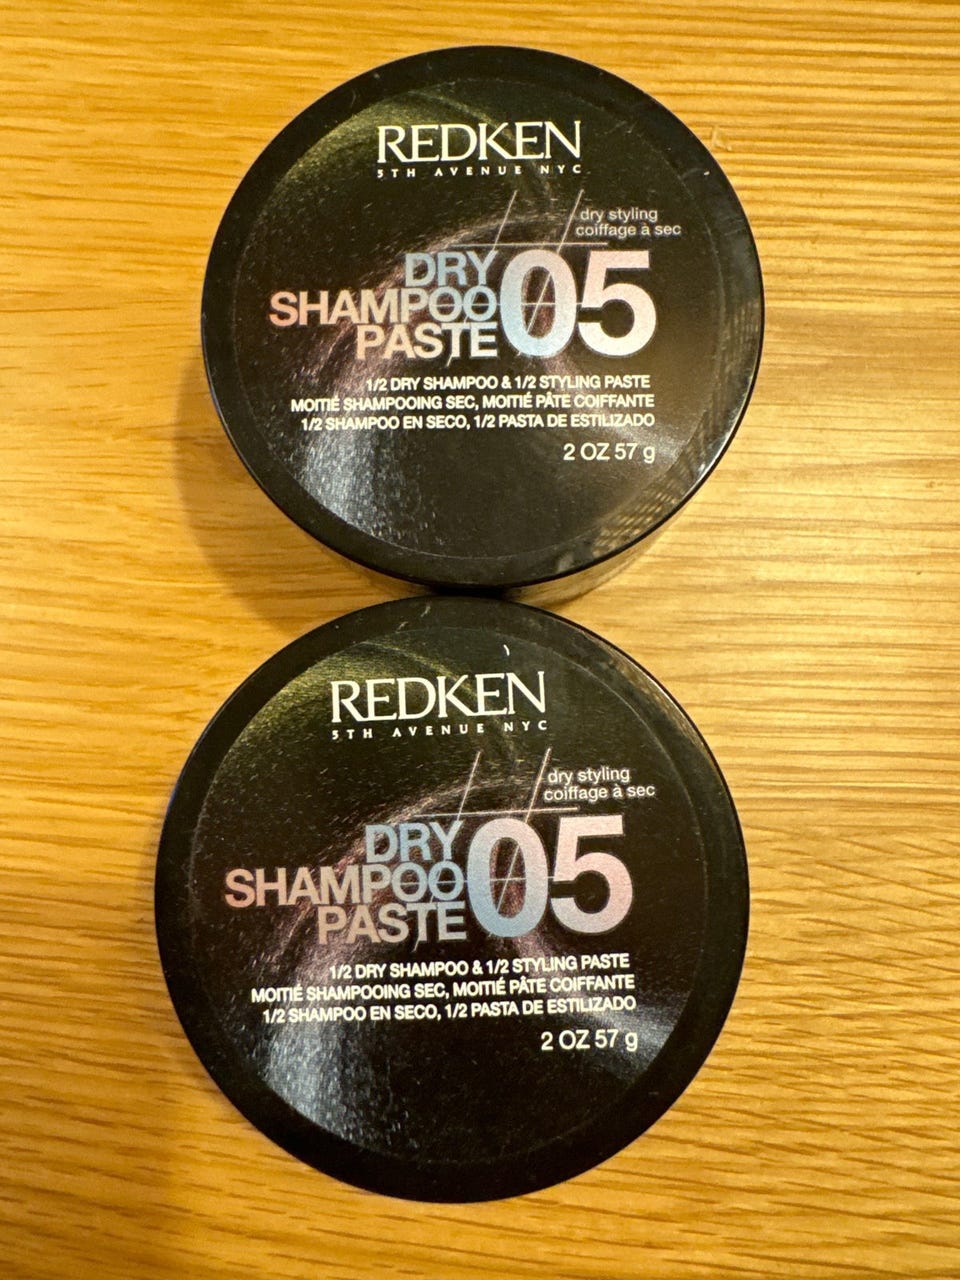 REDKEN
5TH AVENUE NYC
dry styling
coiffage à sec
DRY
SHAMPOO
PASTE
05
1/2 DRY SHAMPOO & 1/2 STYLING PASTE
MOITIÉ SHAMPOOING SEC, MOITIÉ PÂTE COIFFANTE
1/2 SHAMPOO EN SECO, 1/2 PASTA DE ESTILIZADO
2 OZ 57 g
REDKEN
5TH AVENUE NYC
dry styling
coiffage à sec
DRY
SHAMPOO
PASTE
05
1/2 DRY SHAMPOO & 1/2 STYLING PASTE
MOITIÉ SHAMPOOING SEC, MOITIÉ PÂTE COIFFANTE
1/2 SHAMPOO EN SECO, 1/2 PASTA DE ESTILIZADO
2 OZ 57 g